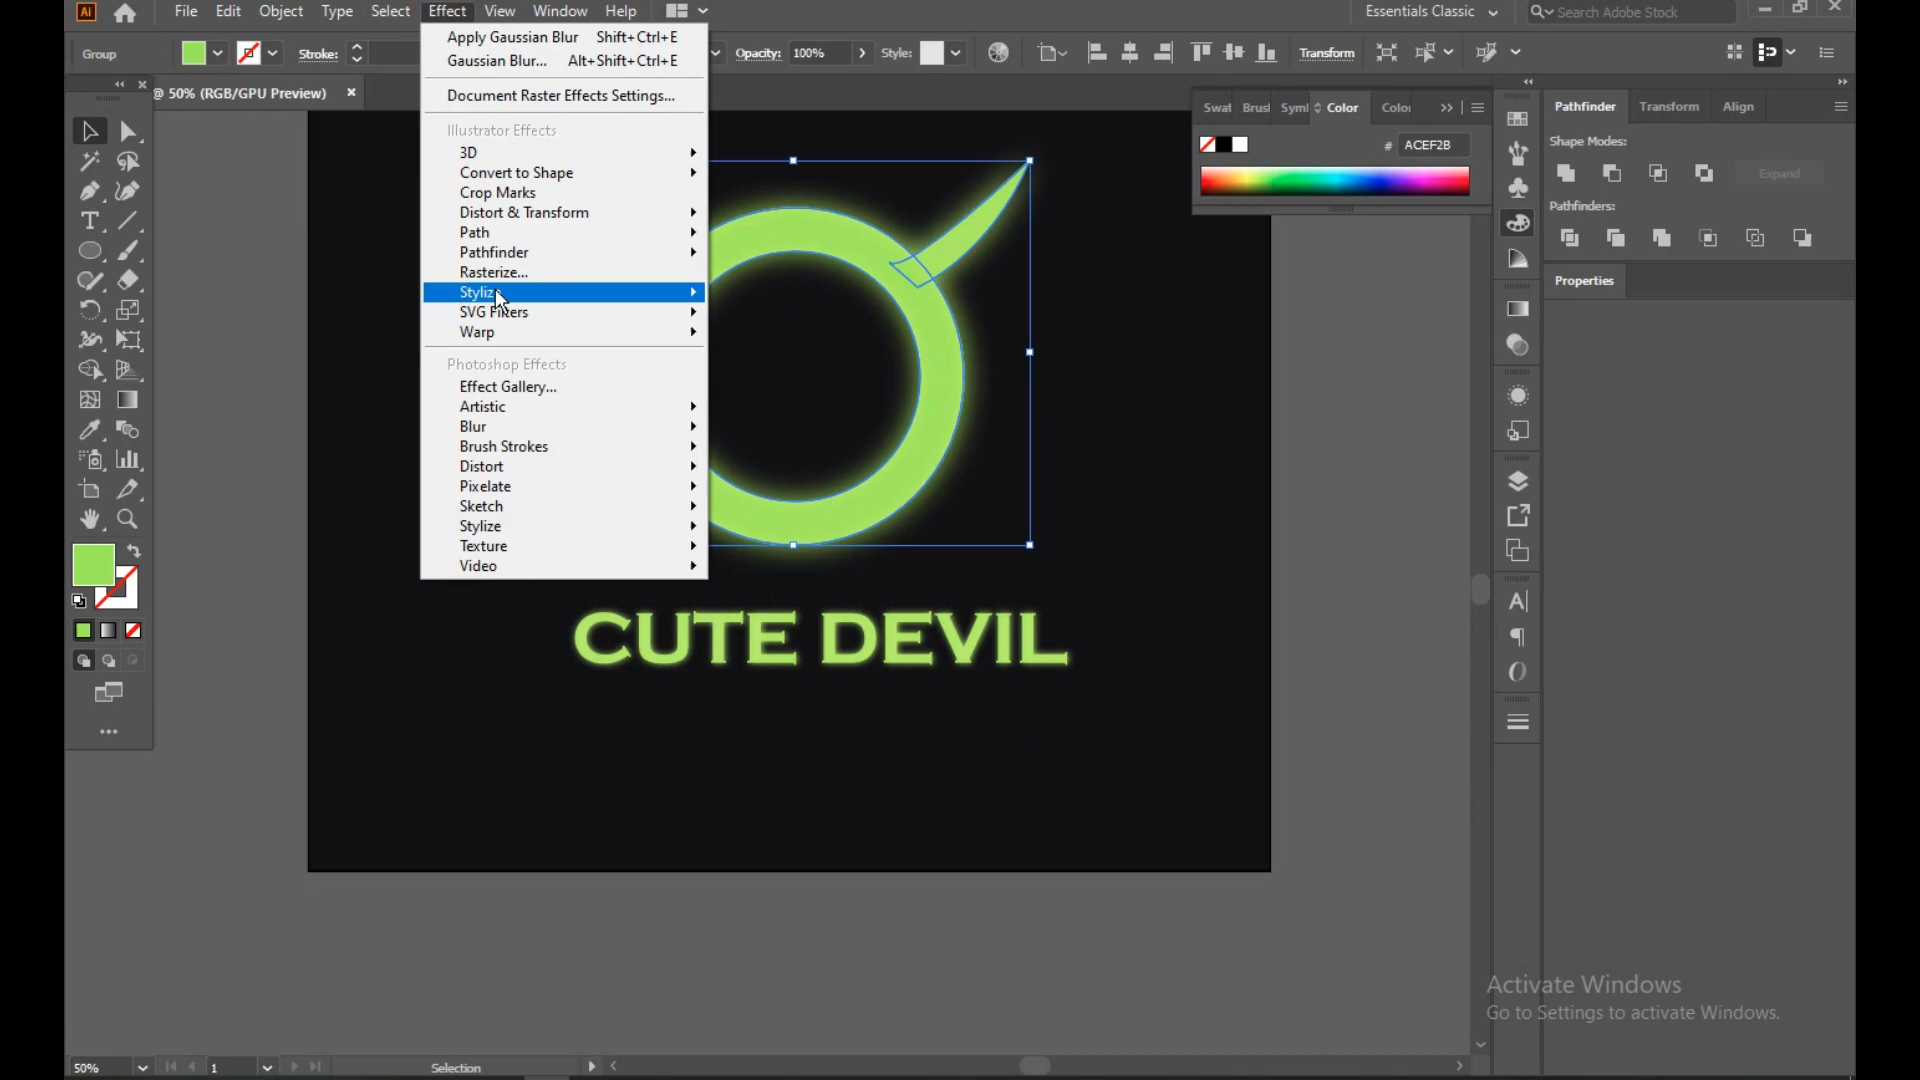 Ai File Edit Object Type Select Effect View Window Help Essentials Classic Search Adobe Stock
Group Stroke: Opacity: 100% Style: Transform
@ 50% (RGB/GPU Preview) ×
Apply Gaussian Blur Shift+Ctrl+E
Gaussian Blur... Alt+Shift+Ctrl+E
Document Raster Effects Settings...
Illustrator Effects
3D
Convert to Shape
Crop Marks
Distort & Transform
Path
Pathfinder
Rasterize...
Stylize
SVG Filters
Warp
Photoshop Effects
Effect Gallery...
Artistic
Blur
Brush Strokes
Distort
Pixelate
Sketch
Stylize
Texture
Video
Swat Brush Syml Color Color
# ACEF2B
Pathfinder Transform Align
Shape Modes:
Expand
Pathfinders:
Properties
CUTE DEVIL
Activate Windows
Go to Settings to activate Windows.
50% 1 Selection